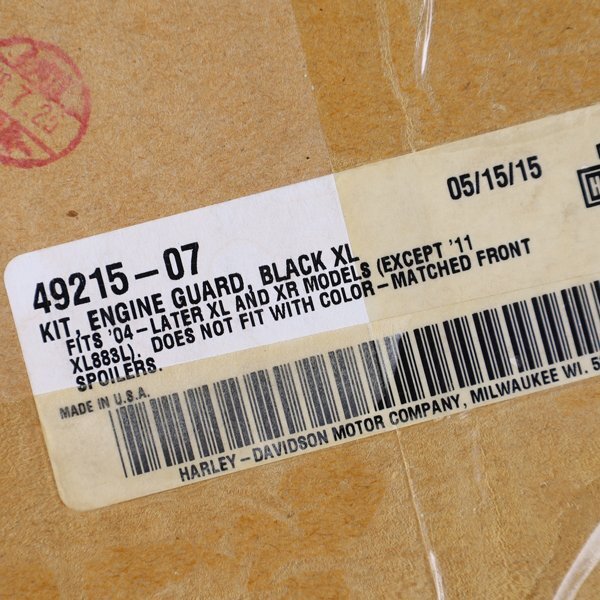 05/15/15
49215-07
KIT, ENGINE GUARD, BLACK XL
FITS '04-LATER XL AND XR MODELS (EXCEPT '11
XL883L). DOES NOT FIT WITH COLOR-MATCHED FRONT
SPOILERS.
MADE IN U.S.A.
HARLEY-DAVIDSON MOTOR COMPANY, MILWAUKEE WI. 5